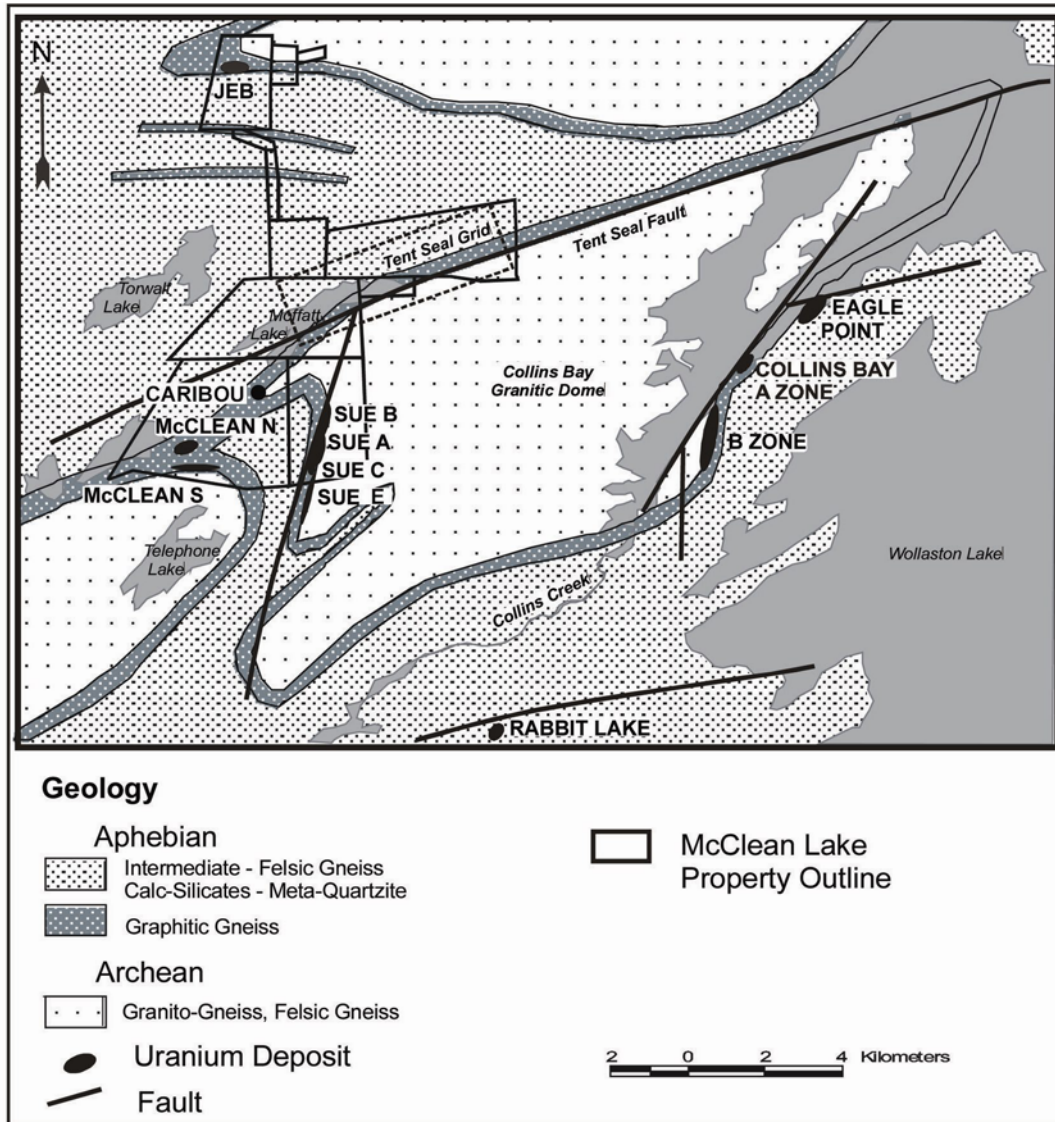 N
JEB
Tent Seal Grid
Tent Seal Fault
Torwalt
Lake
Moffatt
Lake
EAGLE
POINT
Collins Bay
Granitic Dome
COLLINS BAY
A ZONE
CARIBOU
SUE B
McCLEAN N
SUE A
B ZONE
SUE C
McCLEAN S
SUE E
Telephone
Lake
Wollaston Lake
Collins Creek
RABBIT LAKE
Geology
Aphebian
Intermediate - Felsic Gneiss
Calc-Silicates - Meta-Quartzite
Graphitic Gneiss
McClean Lake
Property Outline
Archean
Granito-Gneiss, Felsic Gneiss
Uranium Deposit
Fault
2 0 2 4 Kilometers